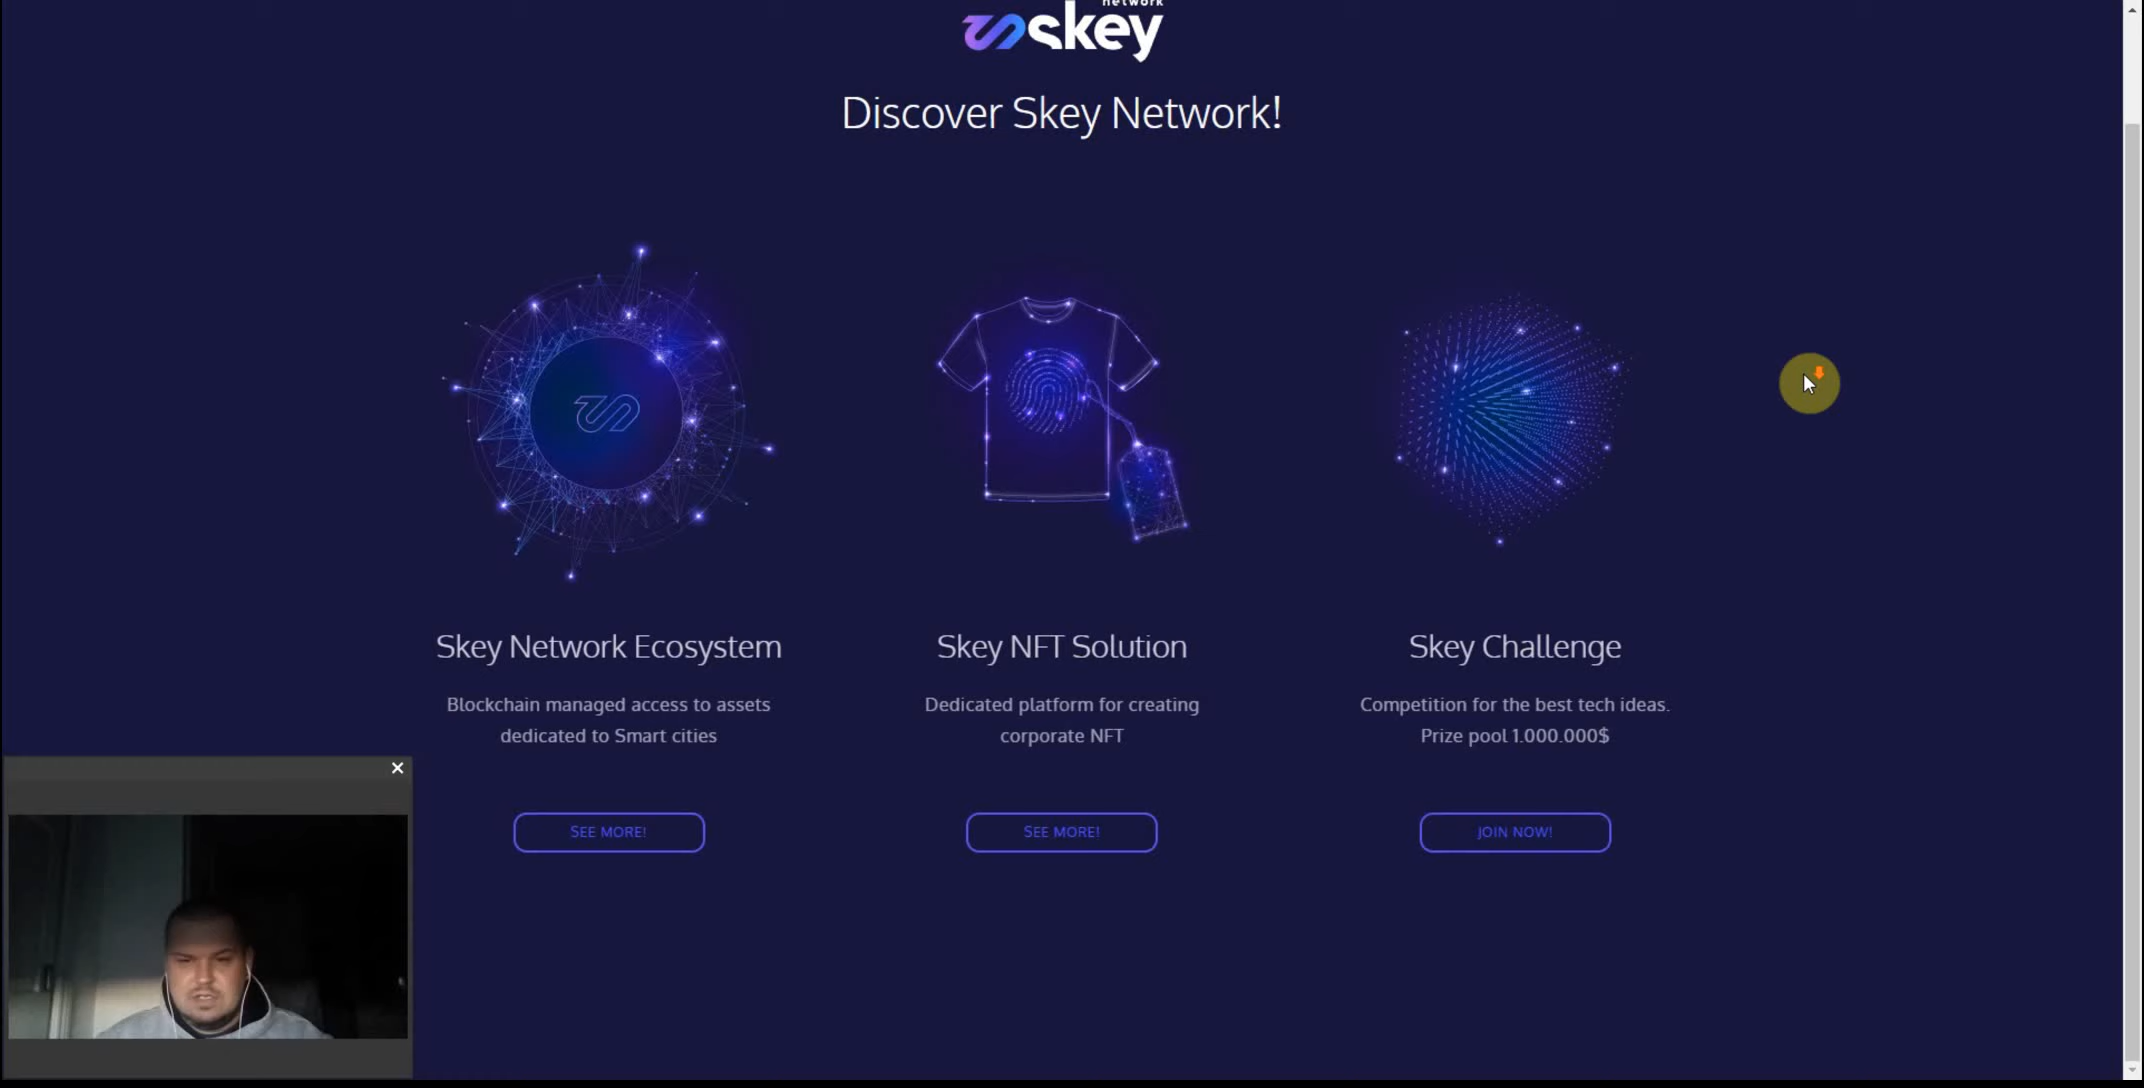 network
skey
Discover Skey Network!
Skey Network Ecosystem
Blockchain managed access to assets
dedicated to Smart cities
SEE MORE!
Skey NFT Solution
Dedicated platform for creating
corporate NFT
SEE MORE!
Skey Challenge
Competition for the best tech ideas.
Prize pool 1.000.000$
JOIN NOW!